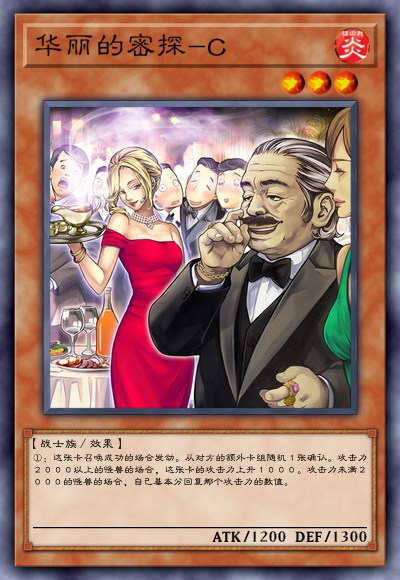 华丽的密探-C
ほのお
炎
【战士族/效果】
①：这张卡召唤成功的场合发动。从对方的额外卡组随机1张确认。攻击力
2000以上的怪兽的场合，这张卡的攻击力上升1000。攻击力未满2
000的怪兽的场合，自己基本分回复那个攻击力的数值。
ATK/1200 DEF/1300